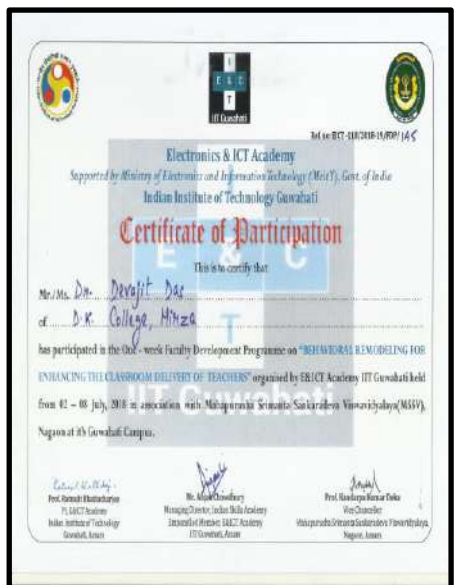 I
E & C
T
IIT Guwahati
Ref no: EICT-018/2018-19/FDP/145
Electronics & ICT Academy
Supported by Ministry of Electronics and Information Technology (MeitY), Govt. of India
Indian Institute of Technology Guwahati
Certificate of Participation
This is to certify that
Mr./Ms. Dr. Devajit Das
of D.K. College, Mirza
has participated in the One - week Faculty Development Programme on "BEHAVIORAL REMODELING FOR
ENHANCING THE CLASSROOM DELIVERY OF TEACHERS" organised by E&ICT Academy IIT Guwahati held
from 02 – 08 July, 2018 in association with Mahapurusha Srimanta Sankaradeva Viswavidyalaya(MSSV),
Nagaon at it's Guwahati Campus.
Prof. Ratnajit Bhattacharjee
PI, E&ICT Academy
Indian Institute of Technology
Guwahati, Assam
Mr. Chowdhury
Managing Director, Indian Skills Academy
Member, E&ICT Academy
IIT Guwahati, Assam
Prof. Kandarpa Kumar Deka
Vice Chancellor
Mahapurusha Srimanta Sankaradeva Viswavidyalaya,
Nagaon, Assam
I
E & C
T
IIT Guwahati